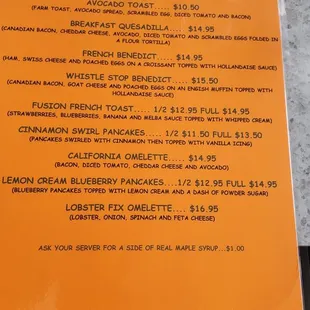 AVOCADO TOAST..... $10.50
(FARM TOAST, AVOCADO SPREAD, SCRAMBLED EGG, DICED TOMATO AND BACON)
BREAKFAST QUESADILLA.... $14.95
(CANADIAN BACON, CHEDDAR CHEESE, AVOCADO, DICED TOMATO AND SCRAMBLED EGGS FOLDED
IN A FLOUR TORTILLA)
FRENCH BENEDICT.... $14.95
(HAM, SWISS CHEESE AND POACHED EGGS ON A CROISSANT TOPPED WITH HOLLANDAISE SAUCE)
WHISTLE STOP BENEDICT.... $15.50
(CANADIAN BACON, GOAT CHEESE AND POACHED EGGS ON AN ENGISH MUFFIN TOPPED WITH
HOLLANDAISE SAUCE)
FUSION FRENCH TOAST..... 1/2 $12.95 FULL $14.95
(STRAWBERRIES, BLUEBERRIES, BANANA AND MELBA SAUCE TOPPED WITH WHIPPED CREAM)
CINNAMON SWIRL PANCAKES.... 1/2 $11.50 FULL $13.50
(PANCAKES SWIRLED WITH CINNAMON THEN TOPPED WITH VANILLA ICING)
CALIFORNIA OMELETTE.... $14.95
(BACON, DICED TOMATO, CHEDDAR CHEESE AND AVOCADO)
LEMON CREAM BLUEBERRY PANCAKES....1/2 $12.95 FULL $14.95
(BLUEBERRY PANCAKES TOPPED WITH LEMON CREAM AND A DASH OF POWDER SUGAR)
LOBSTER FIX OMELETTE.... $16.95
(LOBSTER, ONION, SPINACH AND FETA CHEESE)
ASK YOUR SERVER FOR A SIDE OF REAL MAPLE SYRUP...$1.00